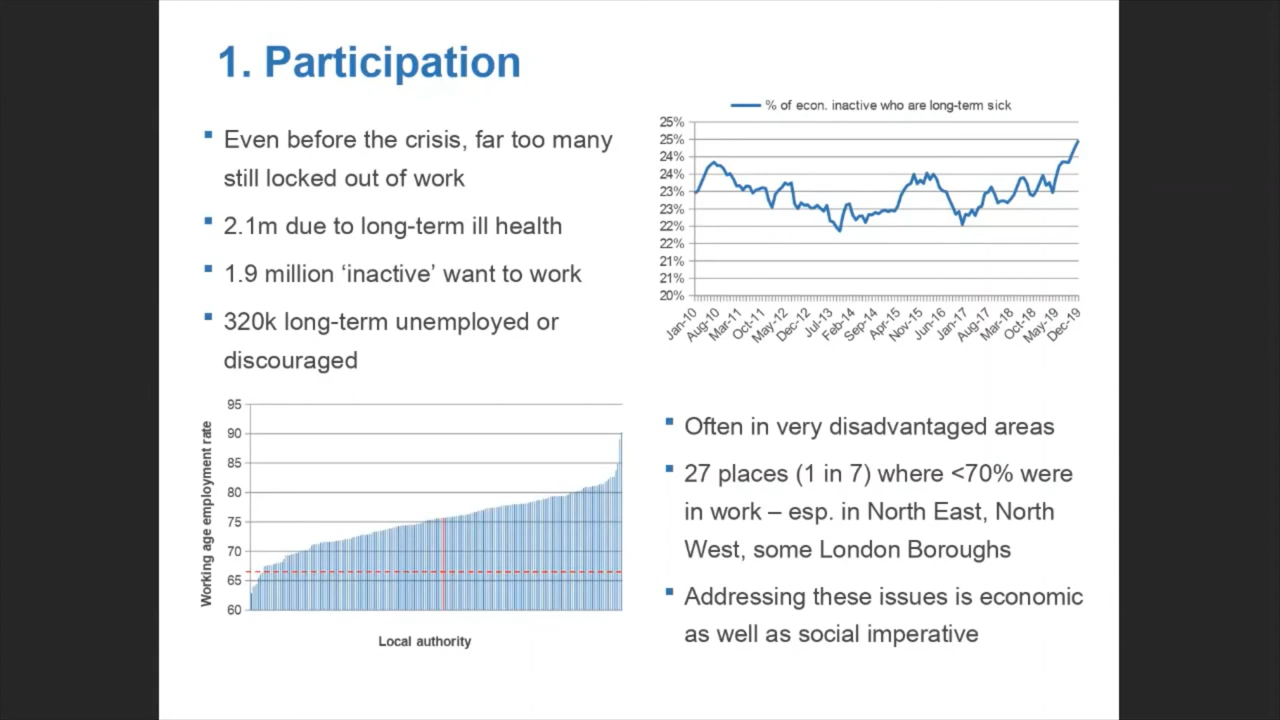 1. Participation
Even before the crisis, far too many
still locked out of work
2.1m due to long-term ill health
1.9 million ‘inactive’ want to work
320k long-term unemployed or
discouraged
% of econ. inactive who are long-term sick
25%
25%
24%
24%
23%
23%
22%
22%
21%
21%
20%
Jan-10
Aug-10
Mar-11
Oct-11
May-12
Dec-12
Jul-13
Feb-14
Sep-14
Apr-15
Nov-15
Jun-16
Jan-17
Aug-17
Mar-18
Oct-18
May-19
Dec-19
Working age employment rate
95
90
85
80
75
70
65
60
Local authority
Often in very disadvantaged areas
27 places (1 in 7) where <70% were
in work – esp. in North East, North
West, some London Boroughs
Addressing these issues is economic
as well as social imperative